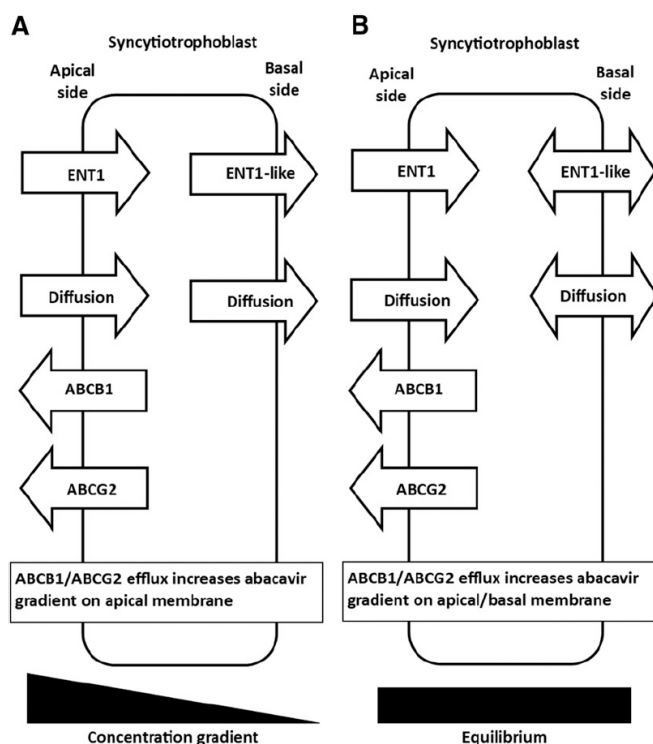 A
Syncytiotrophoblast
Apical
side
Basal
side
ENT1
ENT1-like
Diffusion
Diffusion
ABCB1
ABCG2
ABCB1/ABCG2 efflux increases abacavir
gradient on apical membrane
Concentration gradient
B
Syncytiotrophoblast
Apical
side
Basal
side
ENT1
ENT1-like
Diffusion
Diffusion
ABCB1
ABCG2
ABCB1/ABCG2 efflux increases abacavir
gradient on apical/basal membrane
Equilibrium